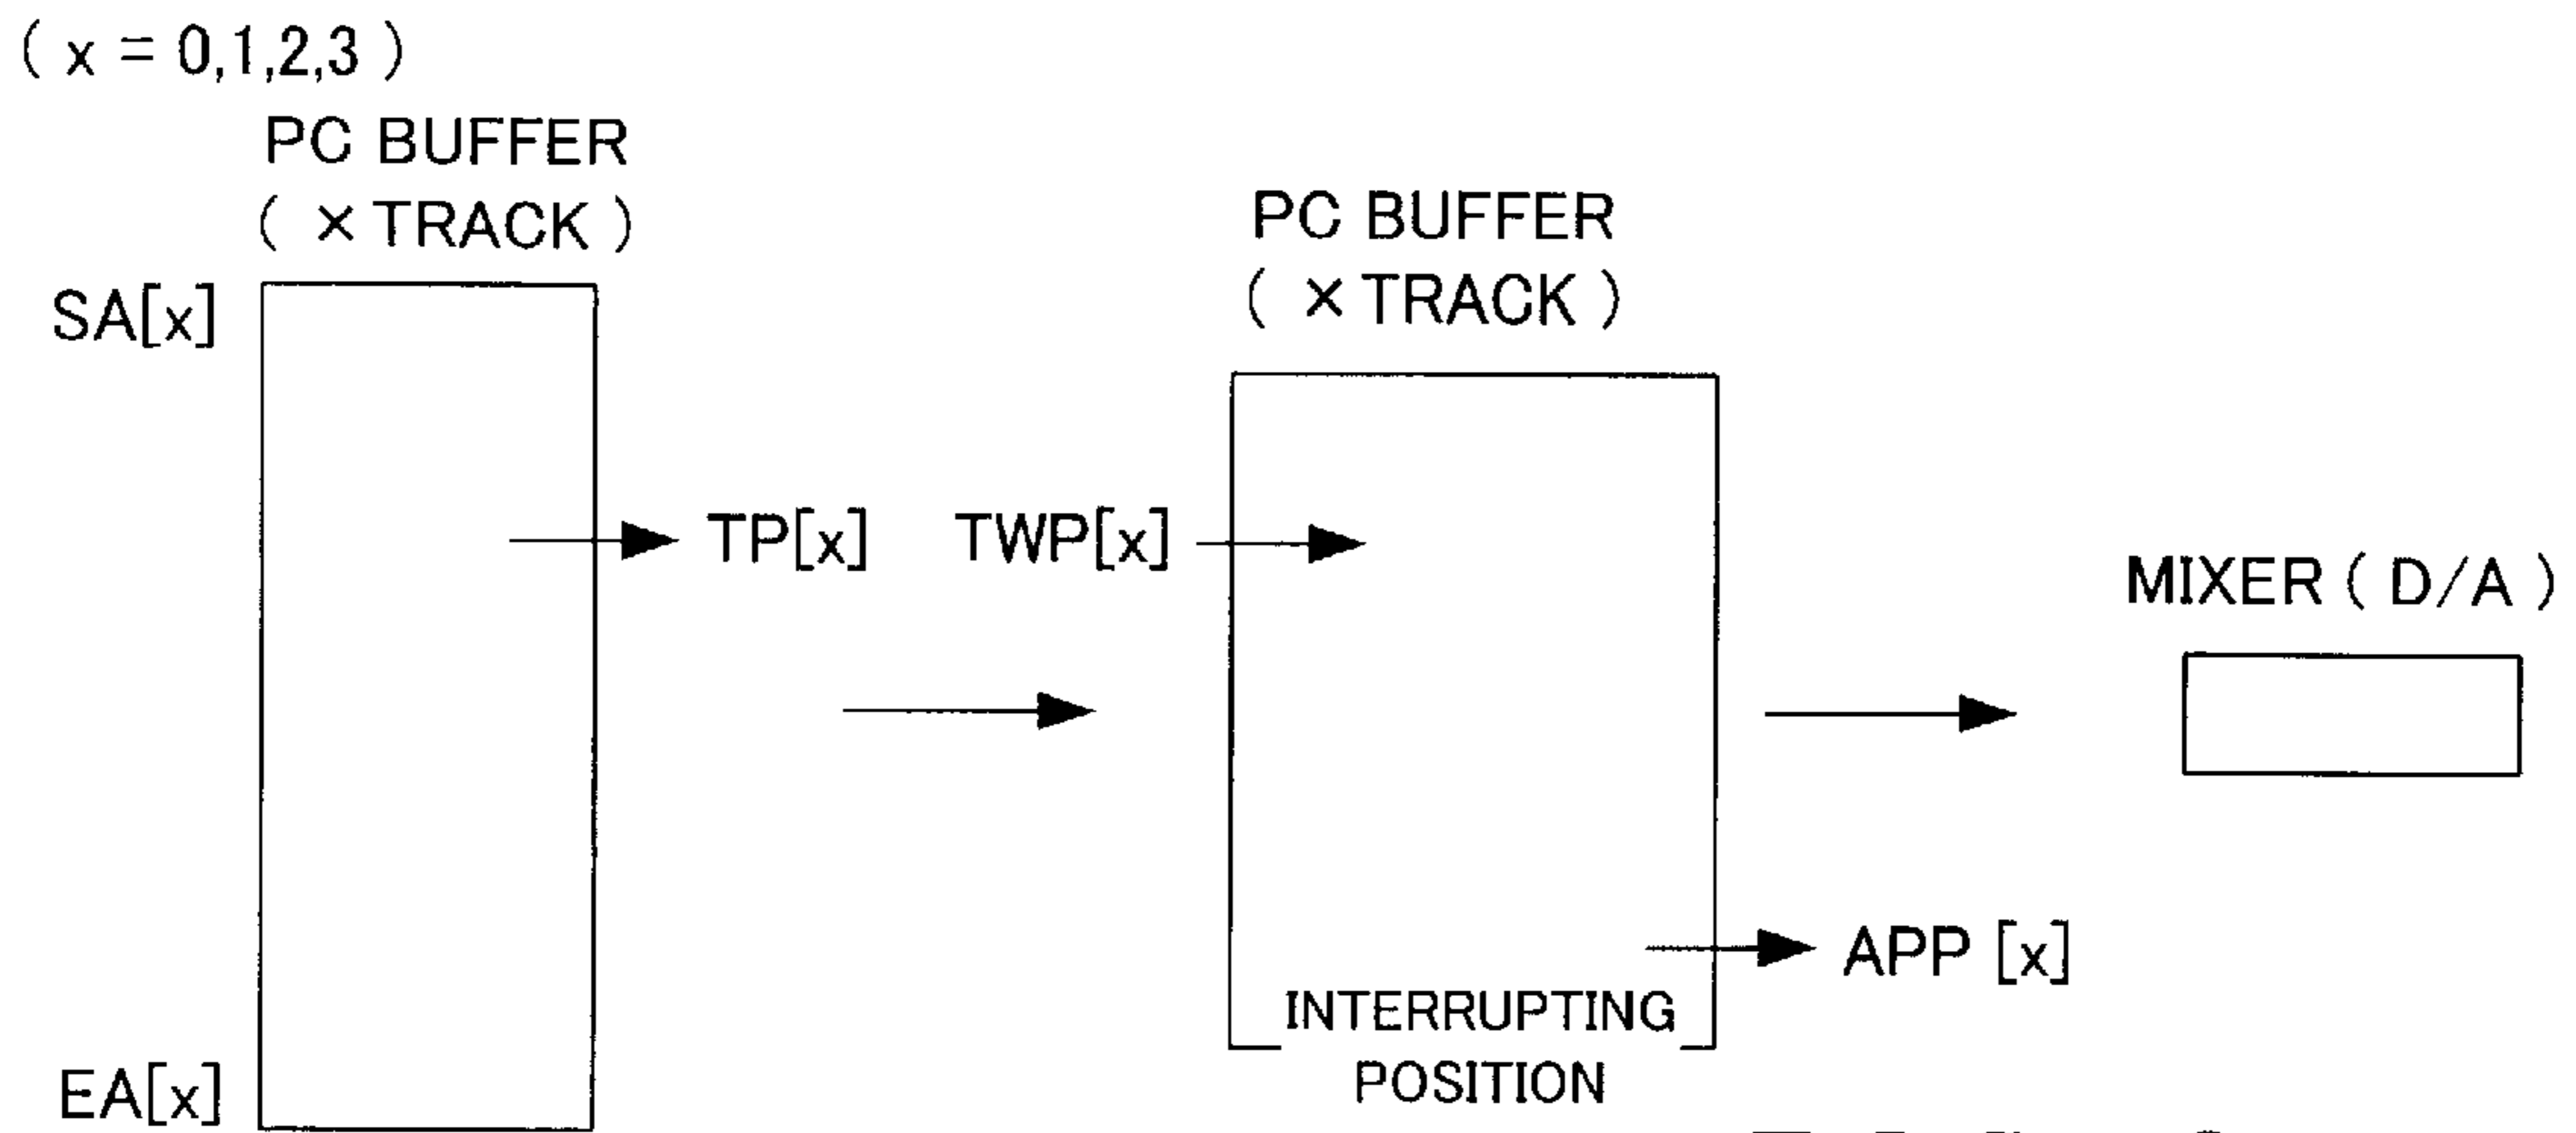 ( x = 0,1,2,3 )
PC BUFFER
( × TRACK )
PC BUFFER
( × TRACK )
SA[x]
TP[x]
TWP[x]
MIXER ( D/A )
APP [x]
INTERRUPTING
POSITION
EA[x]